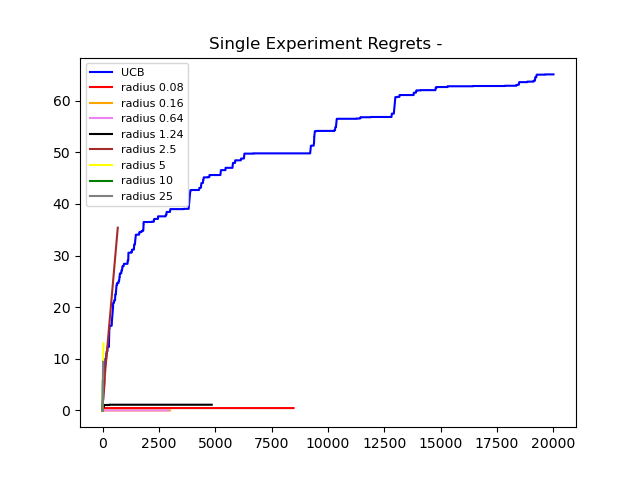 Single Experiment Regrets -
UCB
radius 0.08
radius 0.16
radius 0.64
radius 1.24
radius 2.5
radius 5
radius 10
radius 25
60
50
40
30
20
10
0
0 2500 5000 7500 10000 12500 15000 17500 20000